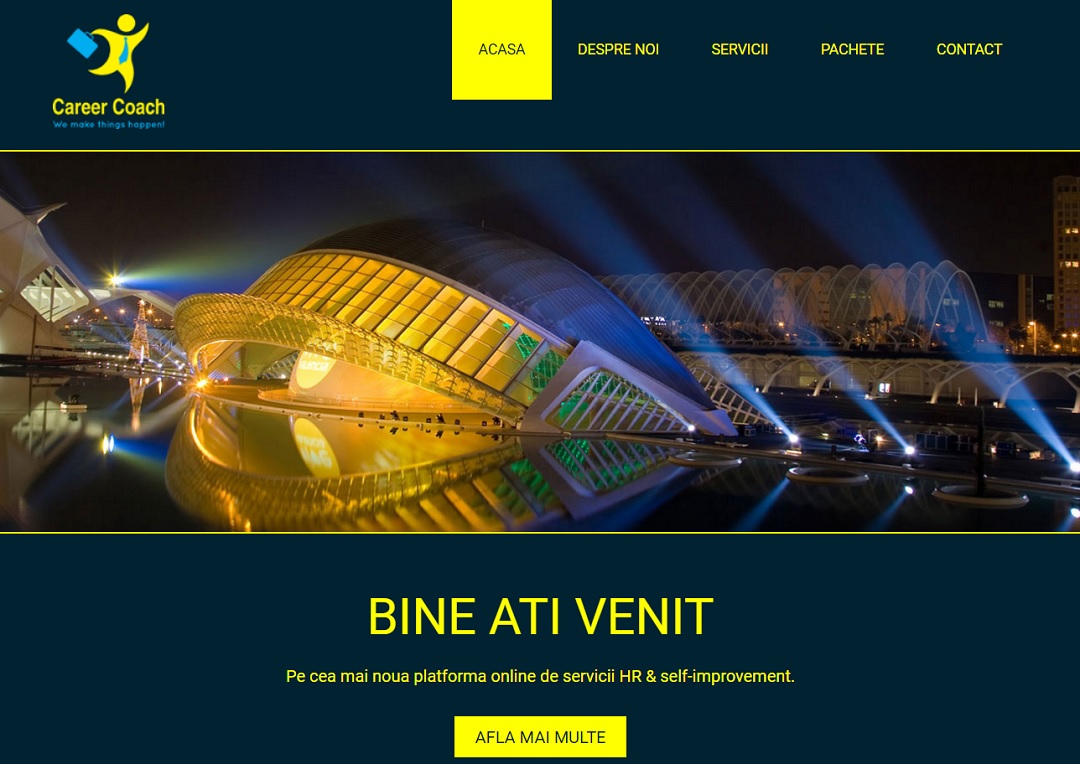 Career Coach
We make things happen!
ACASA
DESPRE NOI
SERVICII
PACHETE
CONTACT
BINE ATI VENIT
Pe cea mai noua platforma online de servicii HR & self-improvement.
AFLA MAI MULTE